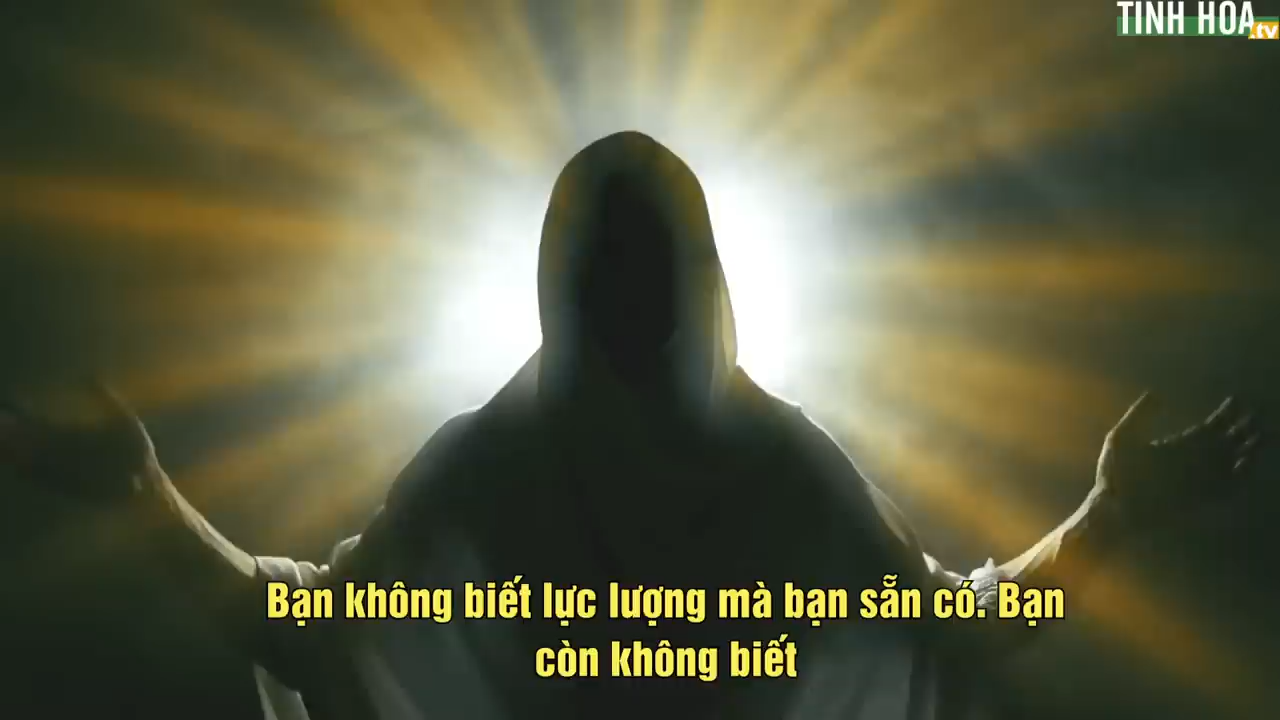 TINH HOA
.tv
Bạn không biết lực lượng mà bạn sẵn có. Bạn
còn không biết